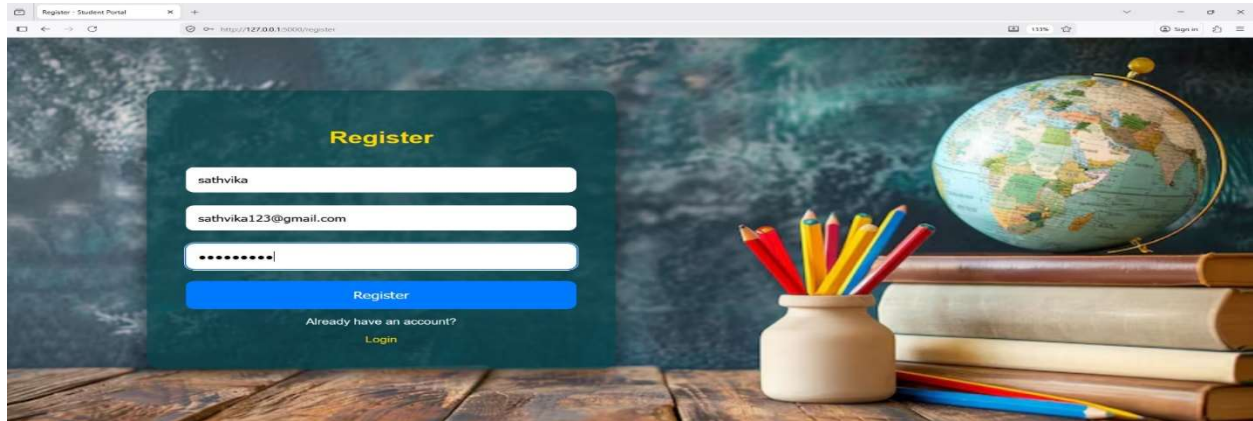 Register - Student Portal
http://127.0.0.1:5000/register
133%
Sign in
Register
sathvika
sathvika123@gmail.com
•••••••••
Register
Already have an account?
Login